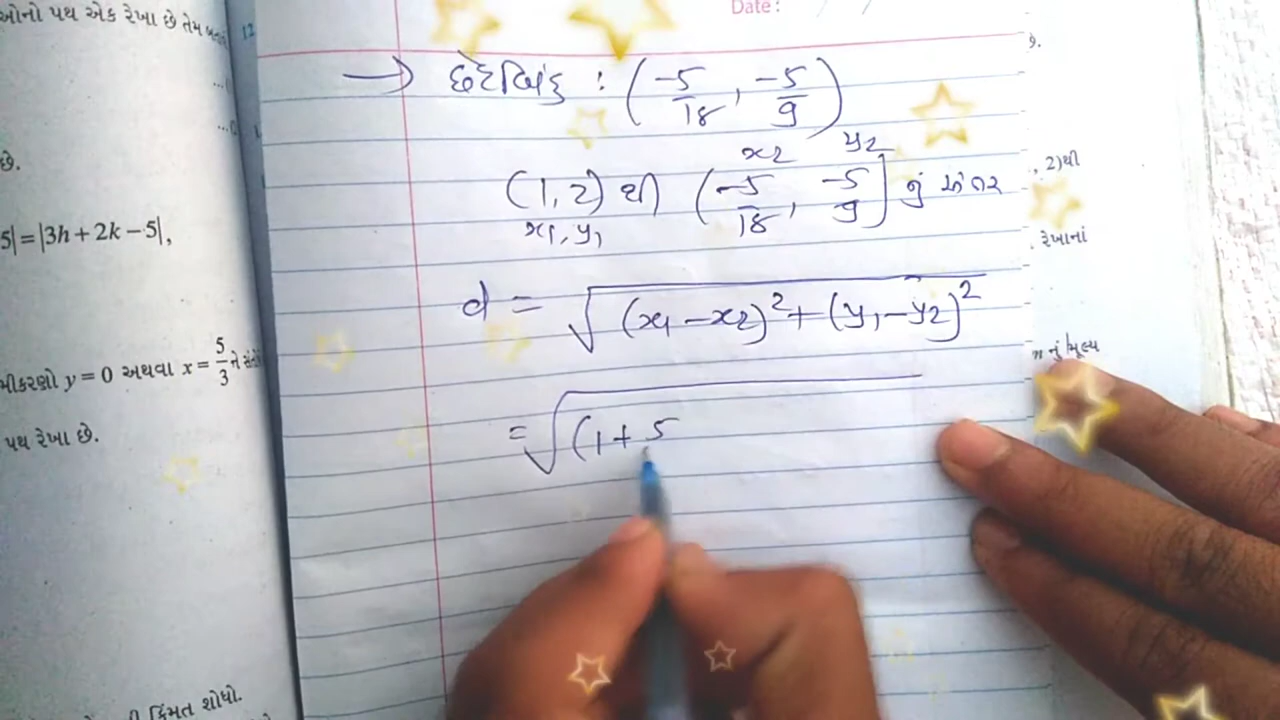 ઓનો પથ એક રેખા છે તેમ
છે.
5|=|3h + 2k − 5|,
મીકરણો y = 0 અથવા x = 5/3 ને
પથ રેખા છે.
કિંમત શોધો.
12
Date :
→ છેદબિંદુ : (-5/18, -5/9)
x2 y2
(1, 2) થી (-5/18, -5/9] નું અંતર
x1, y1
d = √(x1 - x2)² + (y1 - y2)²
= √(1 + 5
9.
, 2)થી
રેખાનાં
નું મૂલ્ય